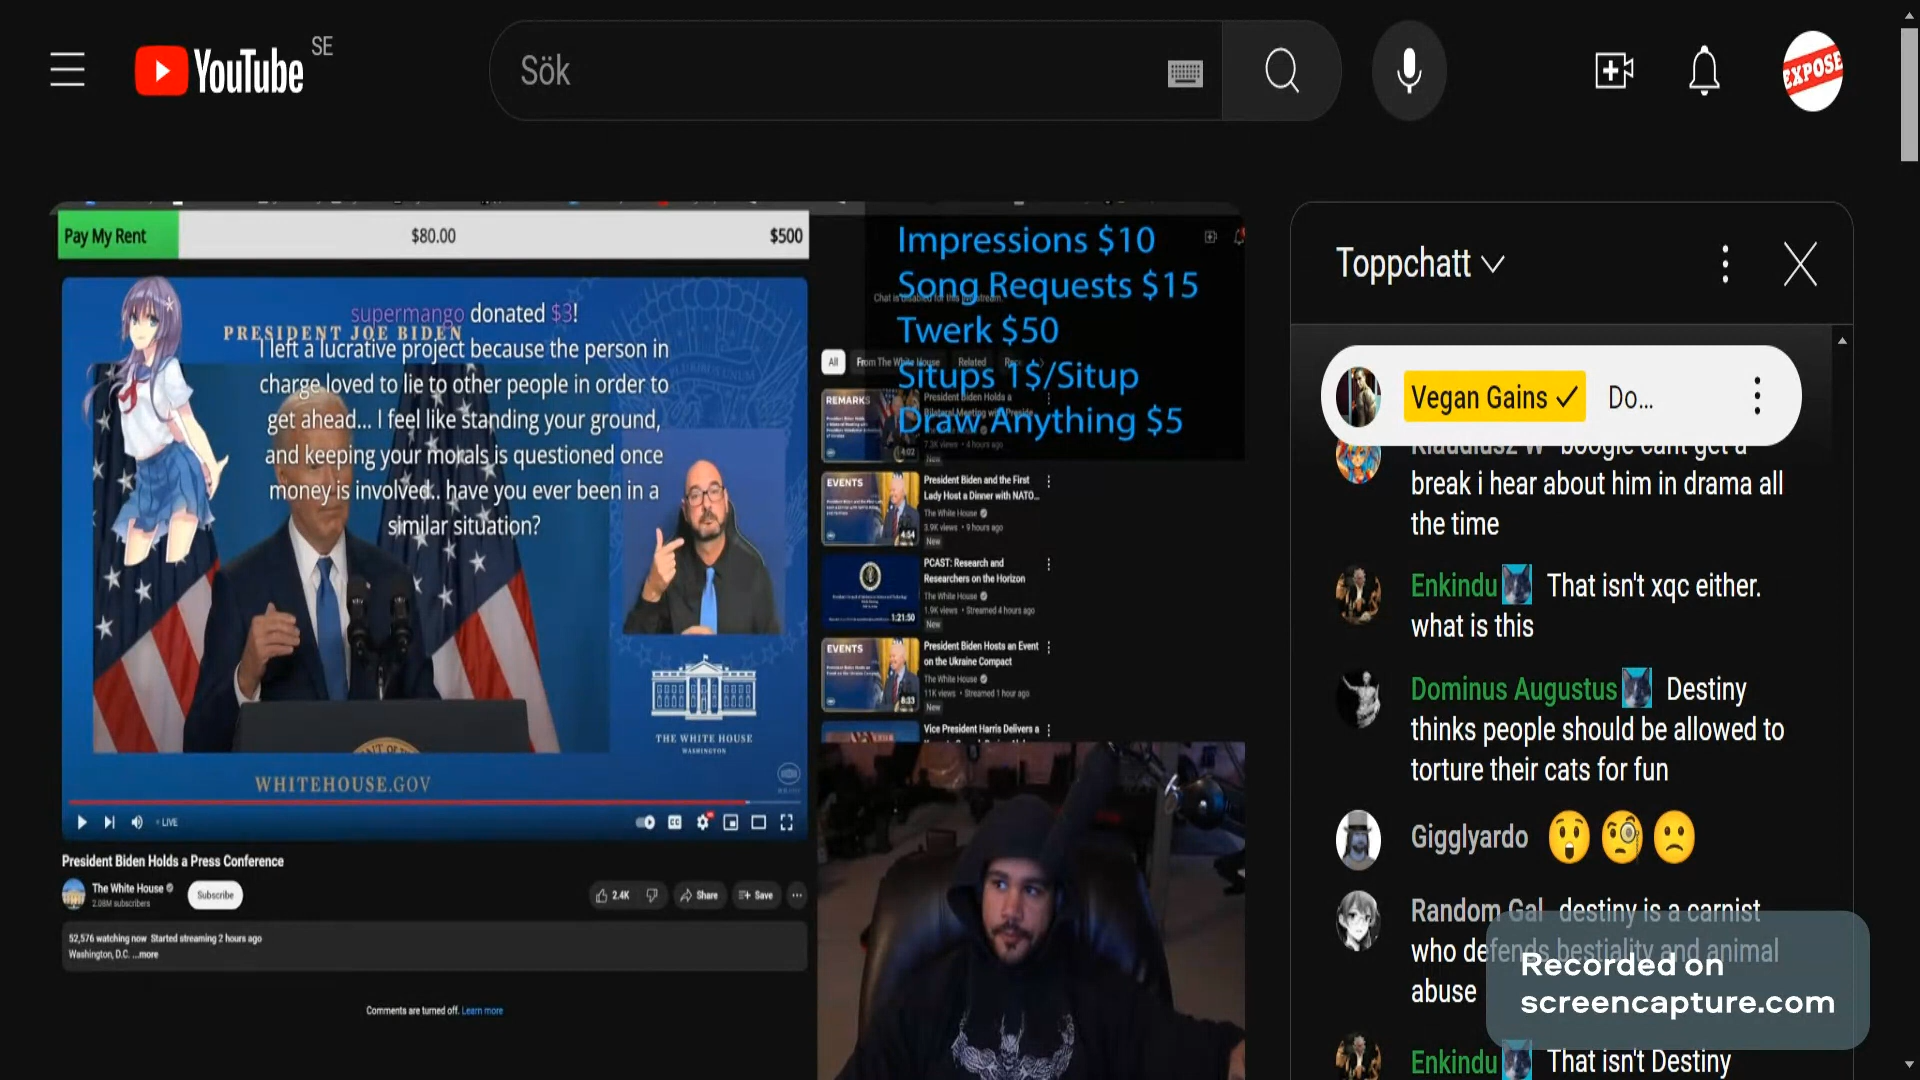 YouTube SE
Sök
EXPOSE
Pay My Rent $80.00 $500
supermango donated $3!
PRESIDENT JOE BIDEN
I left a lucrative project because the person in
charge loved to lie to other people in order to
get ahead... I feel like standing your ground,
and keeping your morals is questioned once
money is involved.. have you ever been in a
similar situation?
THE WHITE HOUSE
WASHINGTON
WHITEHOUSE.GOV
LIVE
President Biden Holds a Press Conference
The White House
2.08M subscribers
Subscribe
2.4K
Share
Save
52,576 watching now Started streaming 2 hours ago
Washington, D.C. ...more
Comments are turned off. Learn more
Impressions $10
Song Requests $15
Twerk $50
Situps 1$/Situp
Draw Anything $5
Chat is disabled for this live stream.
All From The White House Related
REMARKS
President Biden Holds a
Bilateral Meeting with
7.3K views • 4 hours ago
New
EVENTS
4:54
President Biden and the First
Lady Host a Dinner with NATO...
The White House
3.9K views • 9 hours ago
New
1:21:50
PCAST: Research and
Researchers on the Horizon
The White House
1.9K views • Streamed 4 hours ago
New
EVENTS
8:33
President Biden Hosts an Event
on the Ukraine Compact
The White House
11K views • Streamed 1 hour ago
New
Vice President Harris Delivers a
Toppchatt
Vegan Gains ✓ Do...
Klaudiusz W boogie cant get a
break i hear about him in drama all
the time
Enkindu That isn't xqc either.
what is this
Dominus Augustus Destiny
thinks people should be allowed to
torture their cats for fun
Gigglyardo 😲🧐🙁
Random Gal destiny is a carnist
who defends bestiality and animal
abuse
Enkindu That isn't Destiny
Recorded on
screencapture.com